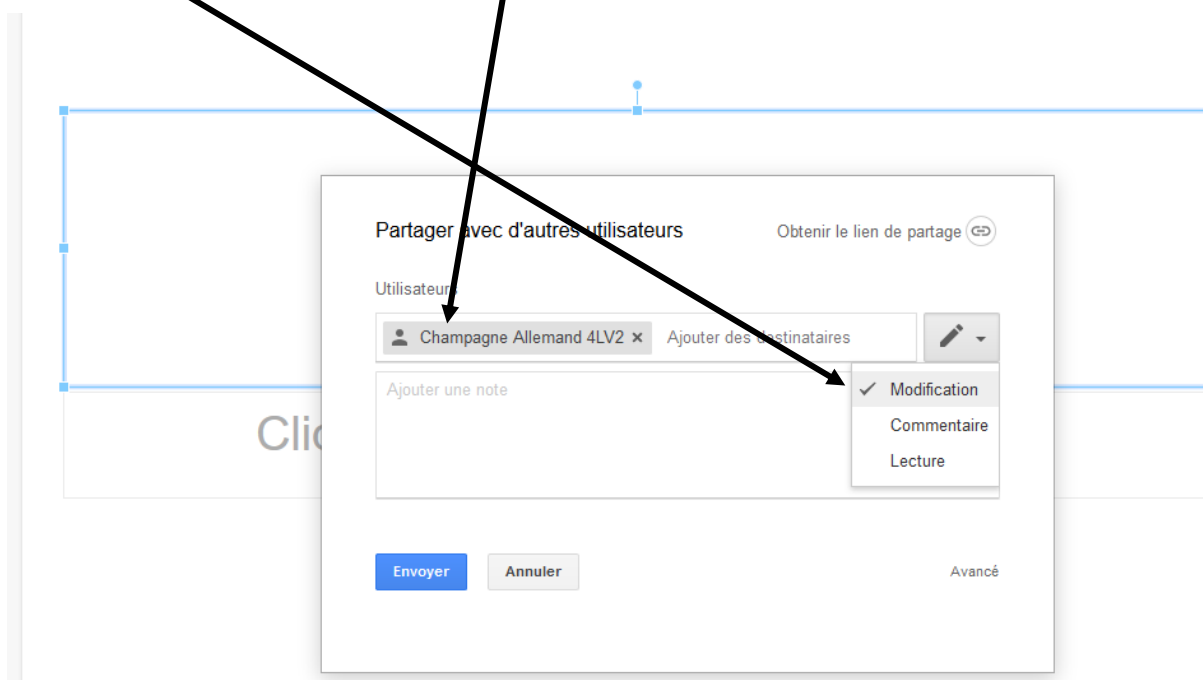 Partager avec d'autres utilisateurs
Obtenir le lien de partage
Utilisateurs
Champagne Allemand 4LV2 × Ajouter des destinataires
Ajouter une note
Modification
Commentaire
Lecture
Envoyer
Annuler
Avancé